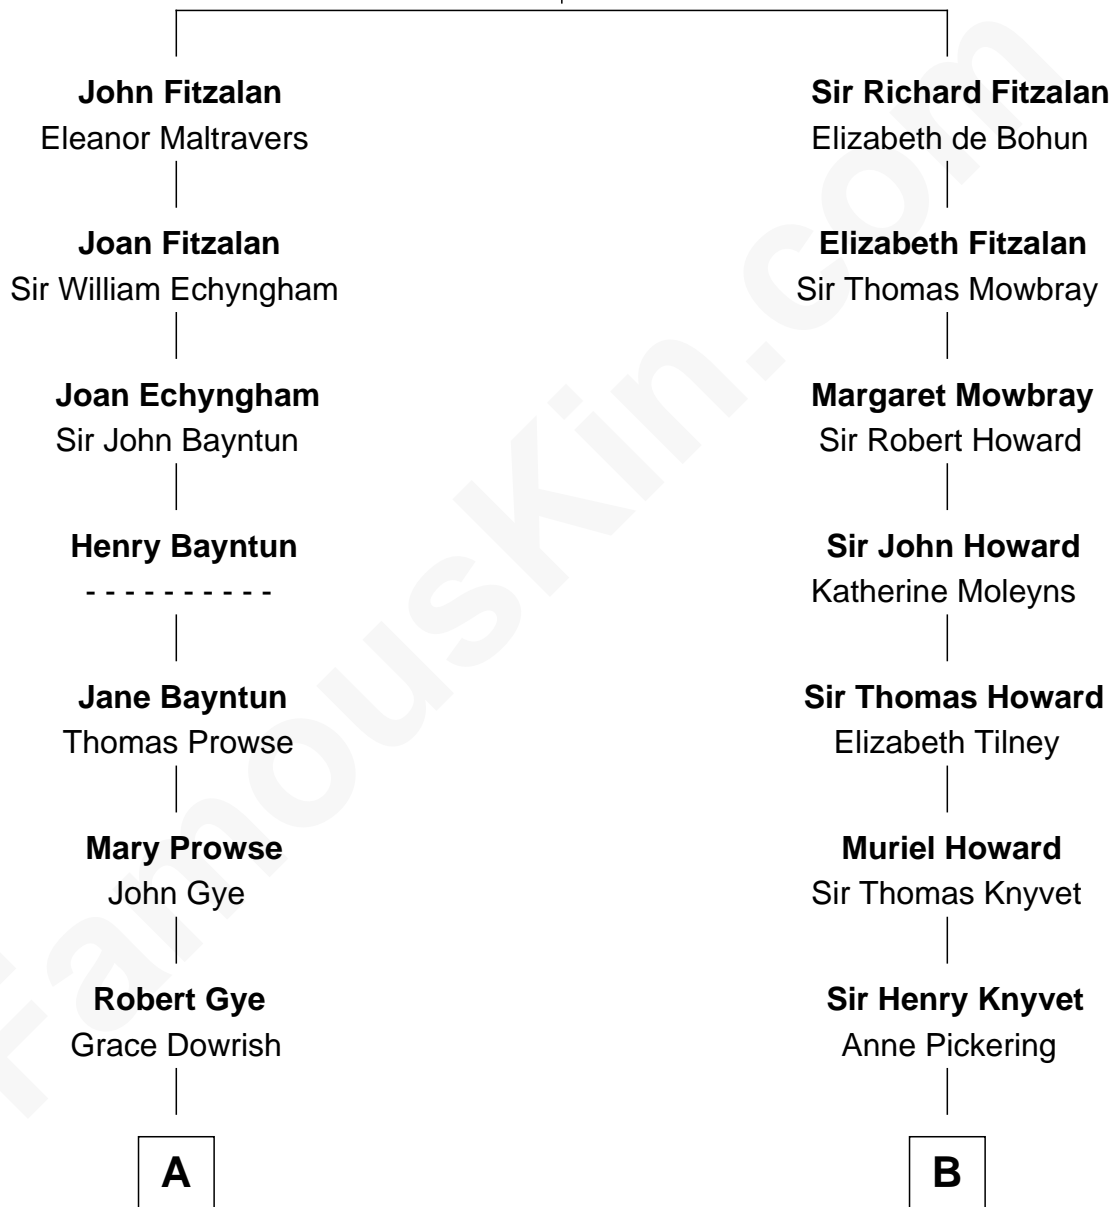 John Fitzalan
Eleanor Maltravers
Joan Fitzalan
Sir William Echyngham
Joan Echyngham
Sir John Bayntun
Henry Bayntun
- - - - - - - - - -
Jane Bayntun
Thomas Prowse
Mary Prowse
John Gye
Robert Gye
Grace Dowrish
A
Sir Richard Fitzalan
Elizabeth de Bohun
Elizabeth Fitzalan
Sir Thomas Mowbray
Margaret Mowbray
Sir Robert Howard
Sir John Howard
Katherine Moleyns
Sir Thomas Howard
Elizabeth Tilney
Muriel Howard
Sir Thomas Knyvet
Sir Henry Knyvet
Anne Pickering
B
FamousKin.com